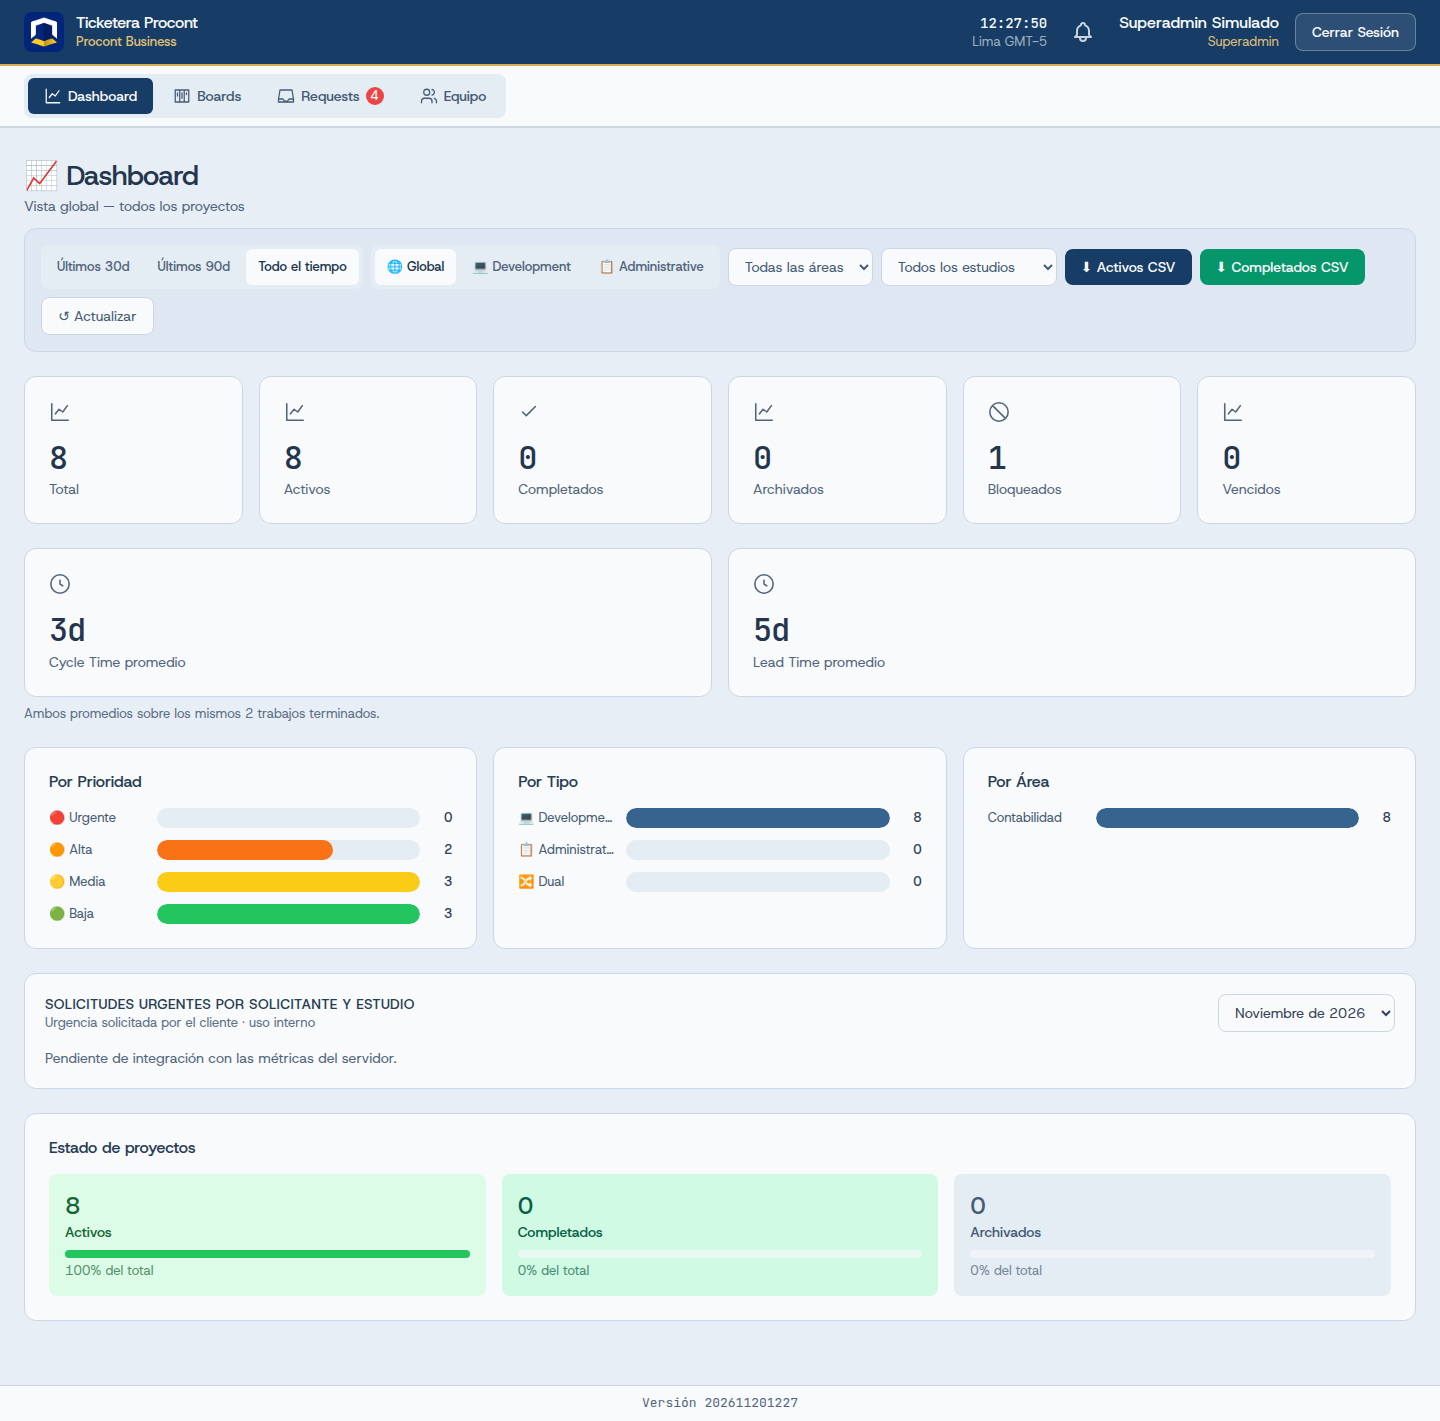 Ticketera Procont
Procont Business
12:27:50
Lima GMT-5
Superadmin Simulado
Superadmin
Cerrar Sesión
Dashboard
Boards
Requests 4
Equipo
Dashboard
Vista global — todos los proyectos
Últimos 30d
Últimos 90d
Todo el tiempo
Global
Development
Administrative
Todas las áreas
Todos los estudios
⬇ Activos CSV
⬇ Completados CSV
↺ Actualizar
8
Total
8
Activos
0
Completados
0
Archivados
1
Bloqueados
0
Vencidos
3d
Cycle Time promedio
5d
Lead Time promedio
Ambos promedios sobre los mismos 2 trabajos terminados.
Por Prioridad
Urgente 0
Alta 2
Media 3
Baja 3
Por Tipo
Developme... 8
Administrat... 0
Dual 0
Por Área
Contabilidad 8
SOLICITUDES URGENTES POR SOLICITANTE Y ESTUDIO
Urgencia solicitada por el cliente · uso interno
Noviembre de 2026
Pendiente de integración con las métricas del servidor.
Estado de proyectos
8
Activos
100% del total
0
Completados
0% del total
0
Archivados
0% del total
Versión 202611201227